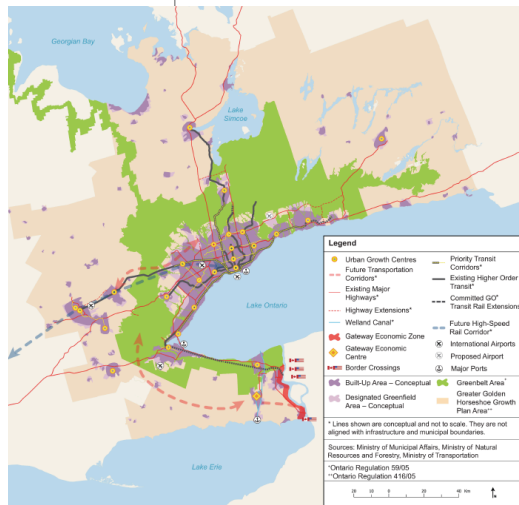 Georgian Bay
Lake
Simcoe
Lake Ontario
Lake Erie
Legend
Urban Growth Centres
Future Transportation
Corridors*
Existing Major
Highways*
Highway Extensions*
Welland Canal*
Gateway Economic Zone
Gateway Economic
Centre
Border Crossings
Built-Up Area – Conceptual
Designated Greenfield
Area – Conceptual
Priority Transit
Corridors*
Existing Higher Order
Transit*
Committed GO*
Transit Rail Extensions
Future High-Speed
Rail Corridor*
International Airports
Proposed Airport
Major Ports
Greenbelt Area†
Greater Golden
Horseshoe Growth
Plan Area**
* Lines shown are conceptual and not to scale. They are not
aligned with infrastructure and municipal boundaries.
Sources: Ministry of Municipal Affairs, Ministry of Natural
Resources and Forestry, Ministry of Transportation
†Ontario Regulation 59/05
**Ontario Regulation 416/05
20 10 0 20 40 Km
N